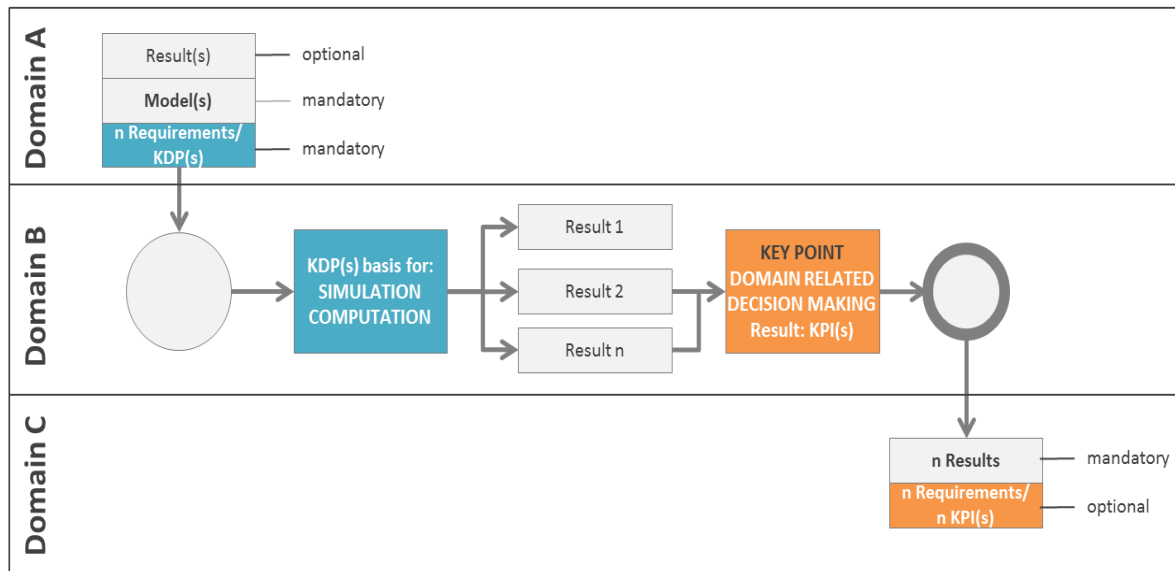 Domain A
Result(s)
optional
Model(s)
mandatory
n Requirements/
KDP(s)
mandatory
Domain B
KDP(s) basis for:
SIMULATION
COMPUTATION
Result 1
Result 2
Result n
KEY POINT
DOMAIN RELATED
DECISION MAKING
Result: KPI(s)
Domain C
n Results
mandatory
n Requirements/
n KPI(s)
optional